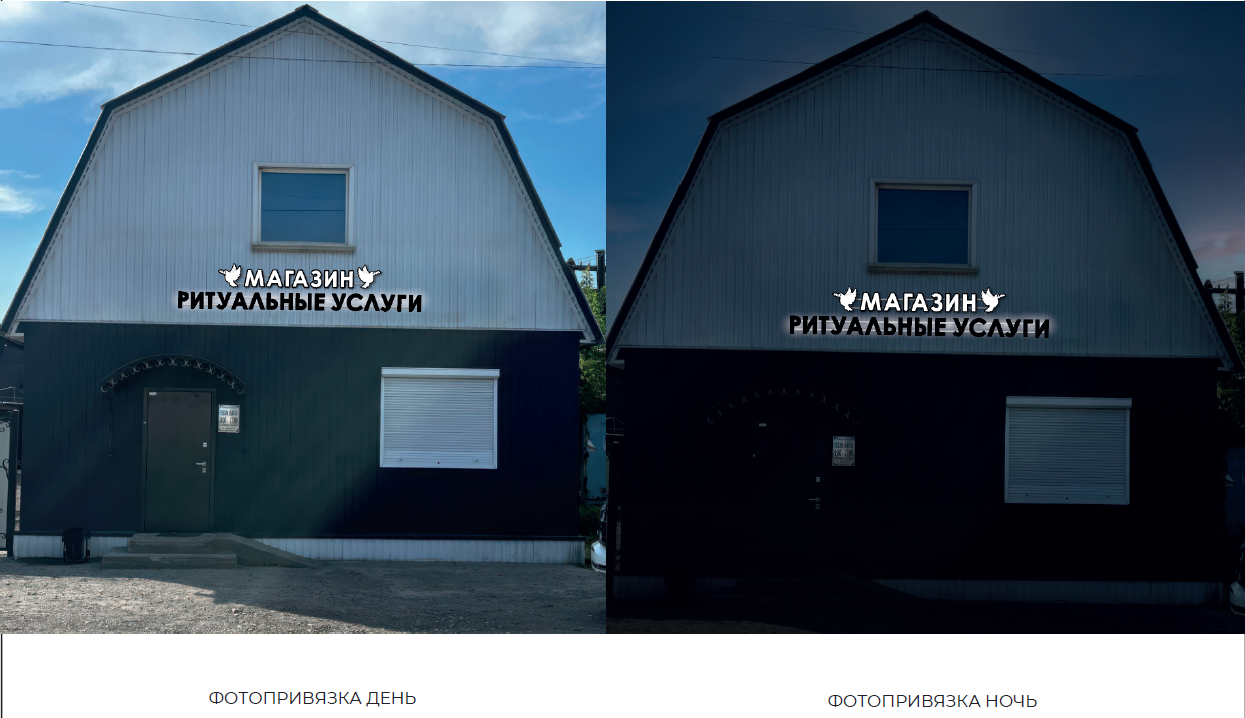 МАГАЗИН
РИТУАЛЬНЫЕ УСЛУГИ
МАГАЗИН
РИТУАЛЬНЫЕ УСЛУГИ
ФОТОПРИВЯЗКА ДЕНЬ
ФОТОПРИВЯЗКА НОЧЬ